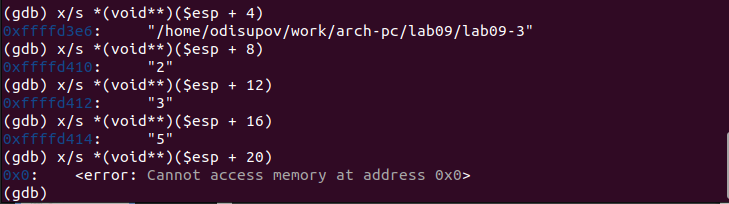 (gdb) x/s *(void**)($esp + 4)
0xffffd3e6:     "/home/odisupov/work/arch-pc/lab09/lab09-3"
(gdb) x/s *(void**)($esp + 8)
0xffffd410:     "2"
(gdb) x/s *(void**)($esp + 12)
0xffffd412:     "3"
(gdb) x/s *(void**)($esp + 16)
0xffffd414:     "5"
(gdb) x/s *(void**)($esp + 20)
0x0:    <error: Cannot access memory at address 0x0>
(gdb)